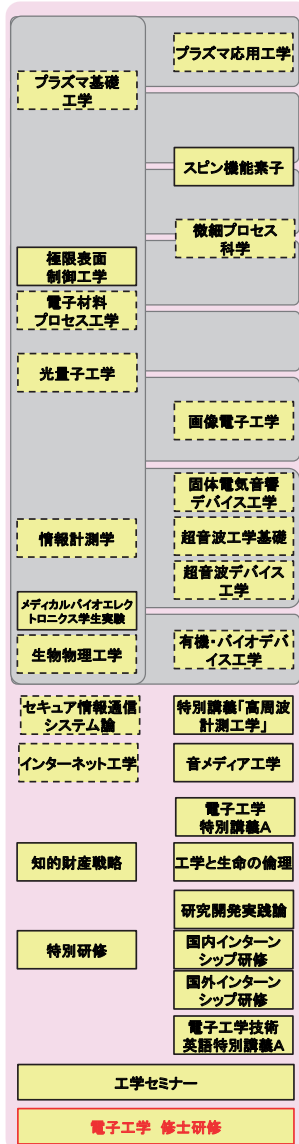 プラズマ応用工学
プラズマ基礎
工学
スピン機能素子
微細プロセス
科学
極限表面
制御工学
電子材料
プロセス工学
光量子工学
画像電子工学
固体電気音響
デバイス工学
情報計測学
超音波工学基礎
超音波デバイス
工学
メディカルバイオエレク
トロニクス学生実験
生物物理工学
有機・バイオデバ
イス工学
セキュア情報通信
システム論
特別講義「高周波
計測工学」
インターネット工学
音メディア工学
電子工学
特別講義A
知的財産戦略
工学と生命の倫理
研究開発実践論
特別研修
国内インターン
シップ研修
国外インターン
シップ研修
電子工学技術
英語特別講義A
工学セミナー
電子工学 修士研修